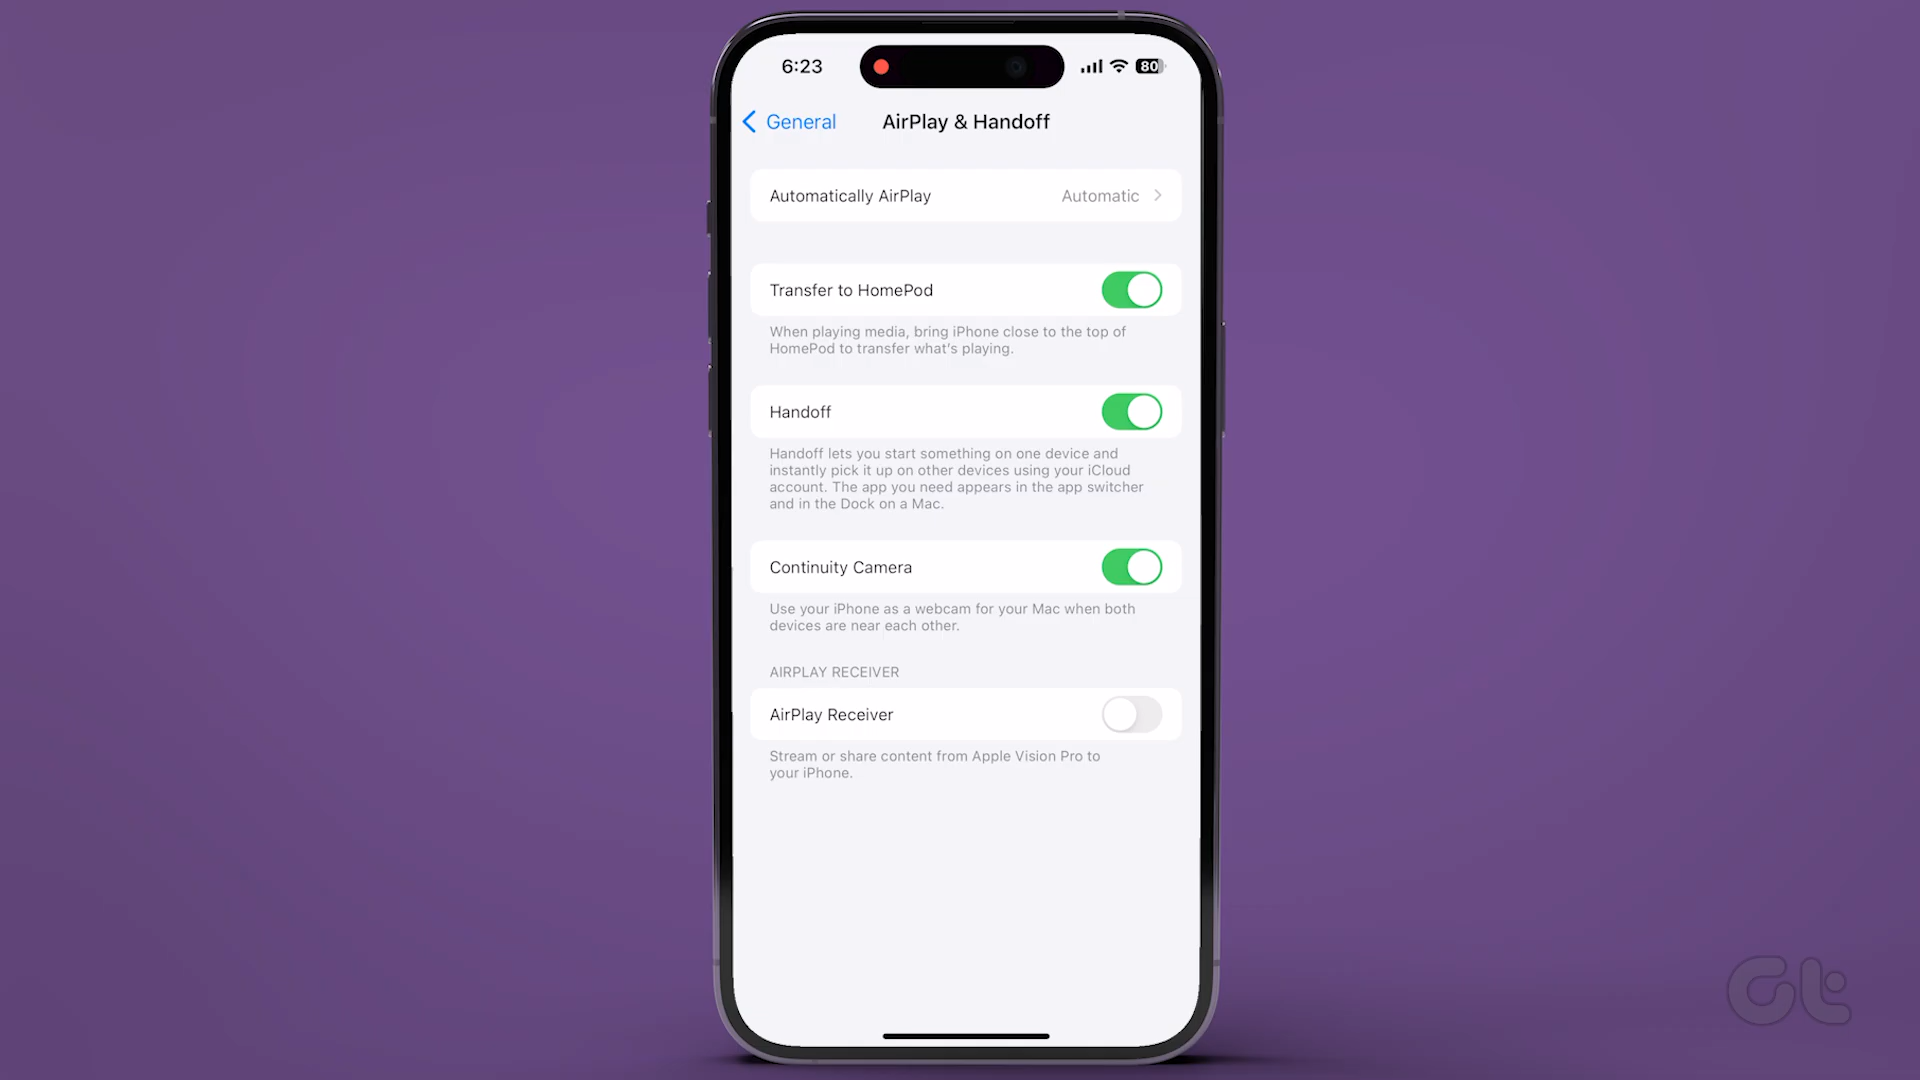 6:23
80
General
AirPlay & Handoff
Automatically AirPlay Automatic
Transfer to HomePod
When playing media, bring iPhone close to the top of
HomePod to transfer what's playing.
Handoff
Handoff lets you start something on one device and
instantly pick it up on other devices using your iCloud
account. The app you need appears in the app switcher
and in the Dock on a Mac.
Continuity Camera
Use your iPhone as a webcam for your Mac when both
devices are near each other.
AIRPLAY RECEIVER
AirPlay Receiver
Stream or share content from Apple Vision Pro to
your iPhone.
Gt